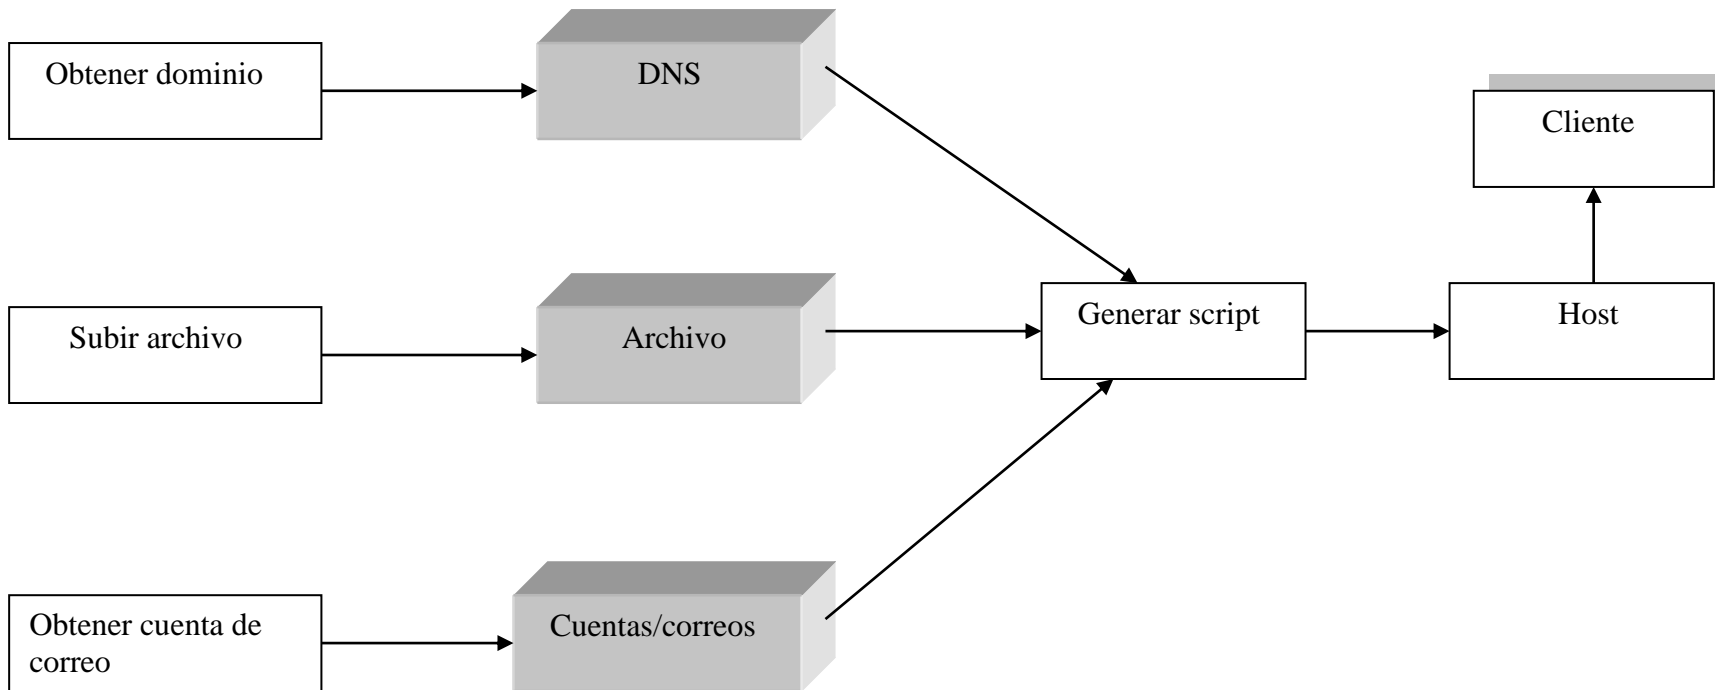 Obtener dominio
DNS
Cliente
Subir archivo
Archivo
Generar script
Host
Obtener cuenta de
correo
Cuentas/correos